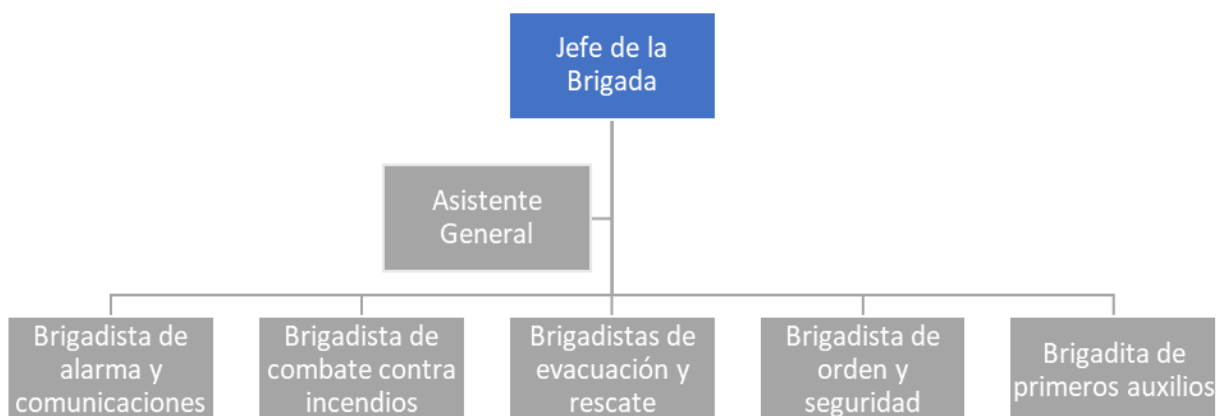 Jefe de la
Brigada
Asistente
General
Brigadista de
alarma y
comunicaciones
Brigadista de
combate contra
incendios
Brigadistas de
evacuación y
rescate
Brigadista de
orden y
seguridad
Brigadita de
primeros auxilios